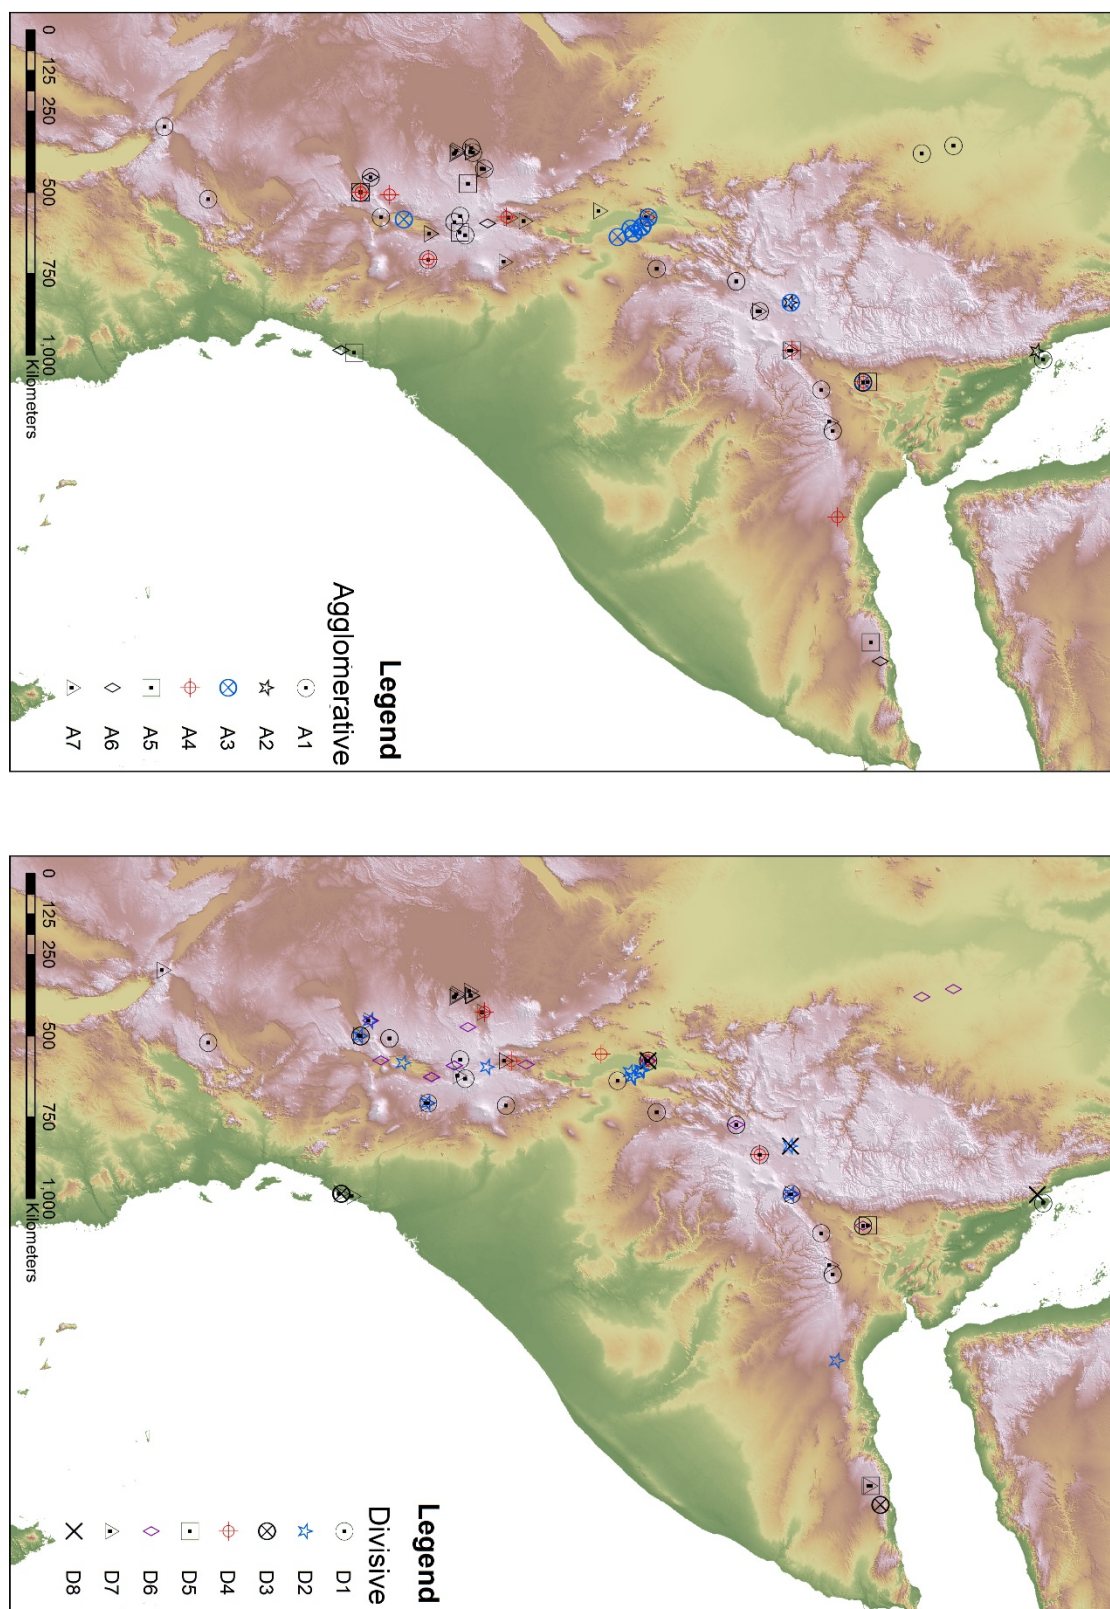 Legend
Agglomerative
A1
A2
A3
A4
A5
A6
A7
0 125 250 500 750 1,000
Kilometers
Legend
Divisive
D1
D2
D3
D4
D5
D6
D7
D8
0 125 250 500 750 1,000
Kilometers